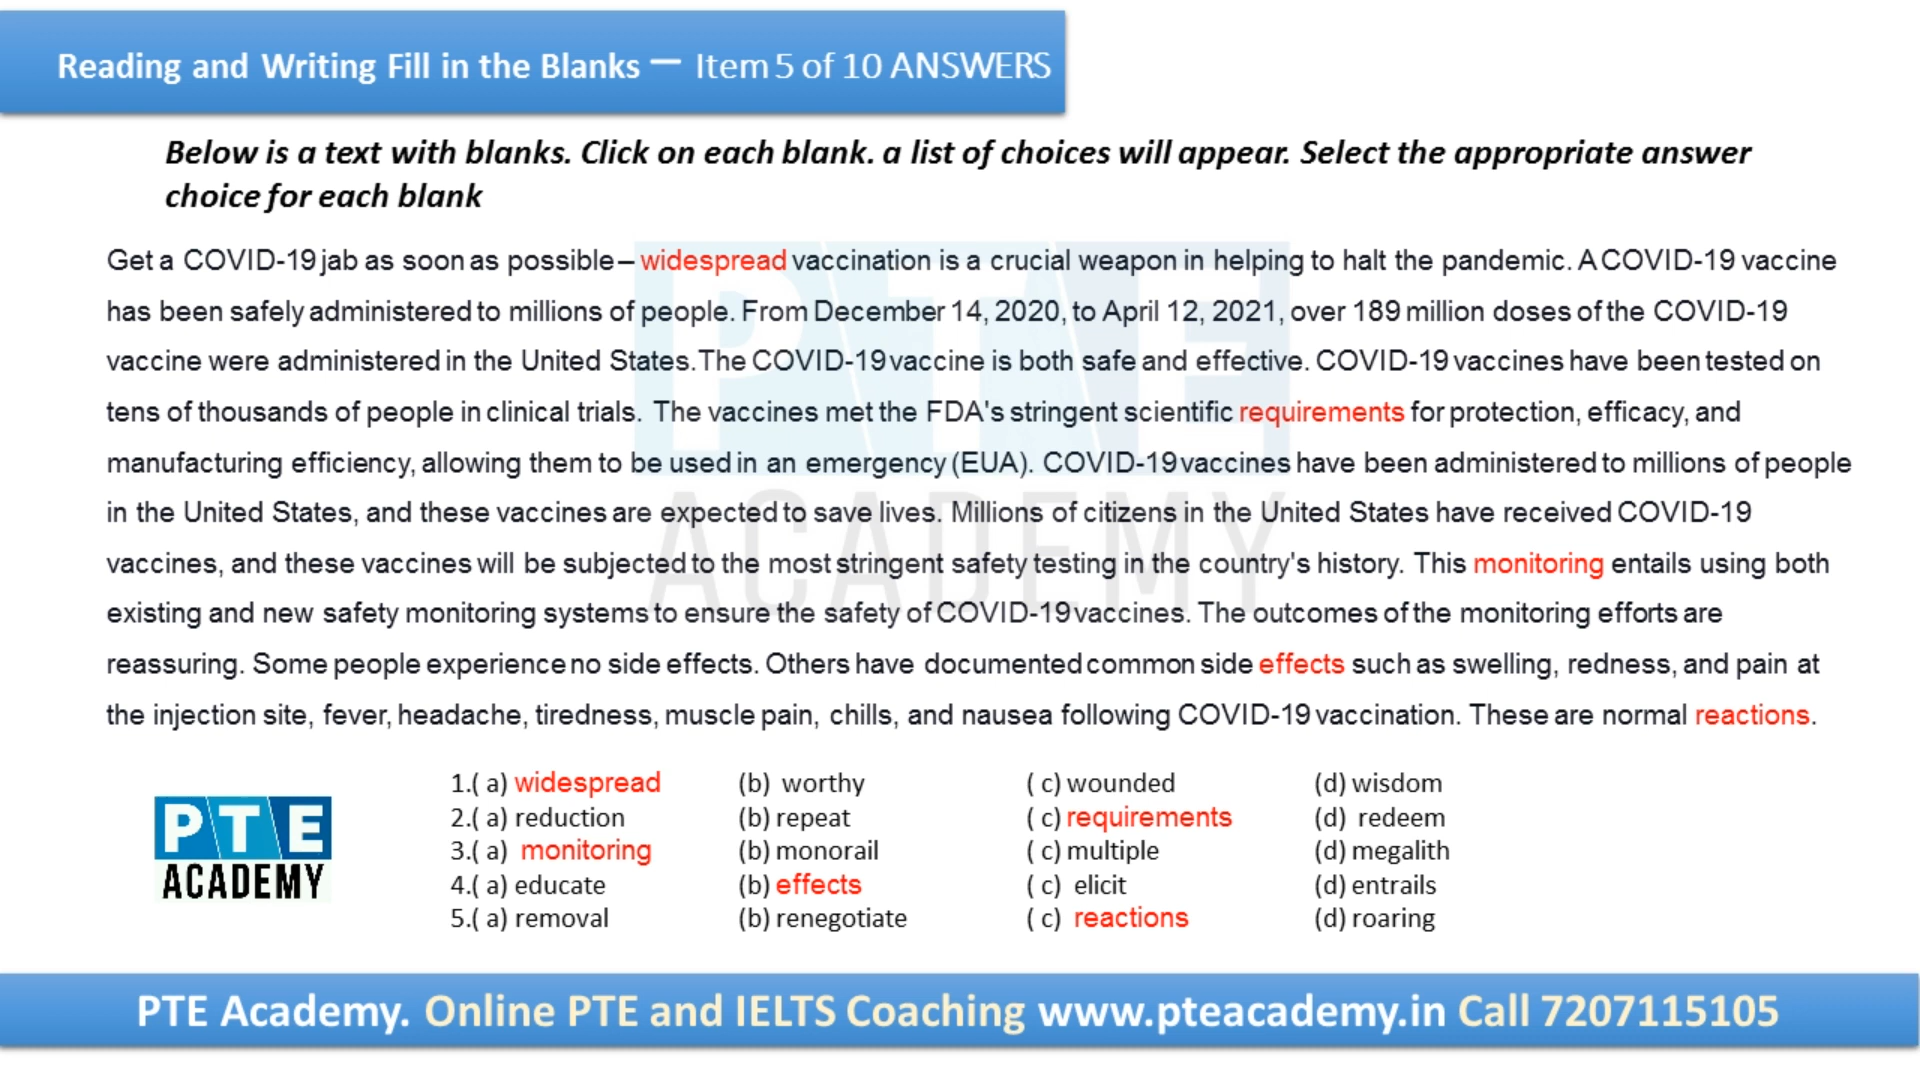 Reading and Writing Fill in the Blanks — Item 5 of 10 ANSWERS
Below is a text with blanks. Click on each blank. a list of choices will appear. Select the appropriate answer
choice for each blank
Get a COVID-19 jab as soon as possible – widespread vaccination is a crucial weapon in helping to halt the pandemic. A COVID-19 vaccine
has been safely administered to millions of people. From December 14, 2020, to April 12, 2021, over 189 million doses of the COVID-19
vaccine were administered in the United States. The COVID-19 vaccine is both safe and effective. COVID-19 vaccines have been tested on
tens of thousands of people in clinical trials. The vaccines met the FDA's stringent scientific requirements for protection, efficacy, and
manufacturing efficiency, allowing them to be used in an emergency (EUA). COVID-19 vaccines have been administered to millions of people
in the United States, and these vaccines are expected to save lives. Millions of citizens in the United States have received COVID-19
vaccines, and these vaccines will be subjected to the most stringent safety testing in the country's history. This monitoring entails using both
existing and new safety monitoring systems to ensure the safety of COVID-19 vaccines. The outcomes of the monitoring efforts are
reassuring. Some people experience no side effects. Others have documented common side effects such as swelling, redness, and pain at
the injection site, fever, headache, tiredness, muscle pain, chills, and nausea following COVID-19 vaccination. These are normal reactions.
PTE
ACADEMY
1.( a) widespread (b) worthy ( c) wounded (d) wisdom
2.( a) reduction (b) repeat ( c) requirements (d) redeem
3.( a) monitoring (b) monorail ( c) multiple (d) megalith
4.( a) educate (b) effects ( c) elicit (d) entrails
5.( a) removal (b) renegotiate ( c) reactions (d) roaring
PTE
ACADEMY
PTE Academy. Online PTE and IELTS Coaching www.pteacademy.in Call 7207115105